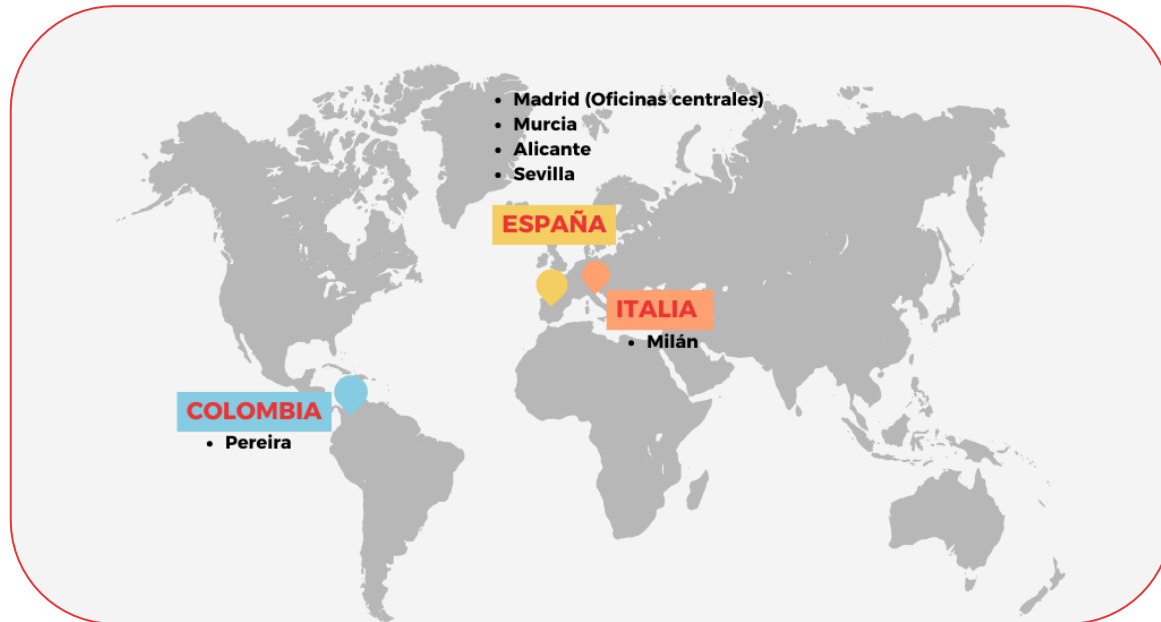 • Madrid (Oficinas centrales)
• Murcia
• Alicante
• Sevilla
ESPAÑA
ITALIA
• Milán
COLOMBIA
• Pereira